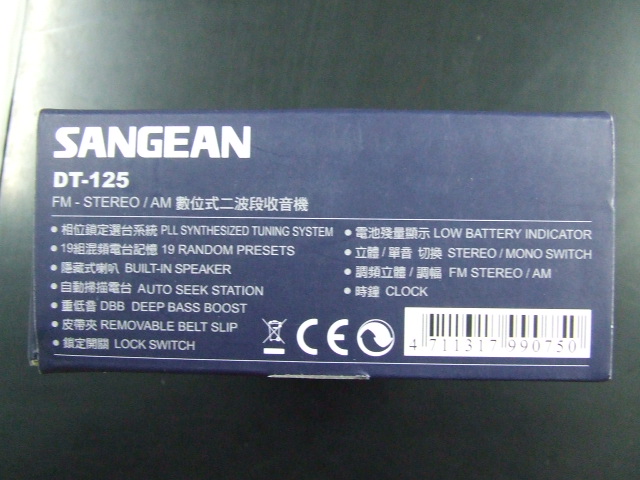 SANGEAN
DT-125
FM - STEREO / AM 數位式二波段收音機
• 相位鎖定選台系統 PLL SYNTHESIZED TUNING SYSTEM
• 19組混頻電台記憶 19 RANDOM PRESETS
• 隱藏式喇叭 BUILT-IN SPEAKER
• 自動掃描電台 AUTO SEEK STATION
• 重低音 DBB DEEP BASS BOOST
• 皮帶夾 REMOVABLE BELT SLIP
• 鎖定開關 LOCK SWITCH
• 電池殘量顯示 LOW BATTERY INDICATOR
• 立體 / 單音 切換 STEREO / MONO SWITCH
• 調頻立體 / 調幅 FM STEREO / AM
• 時鐘 CLOCK
CE
4 711317 990750